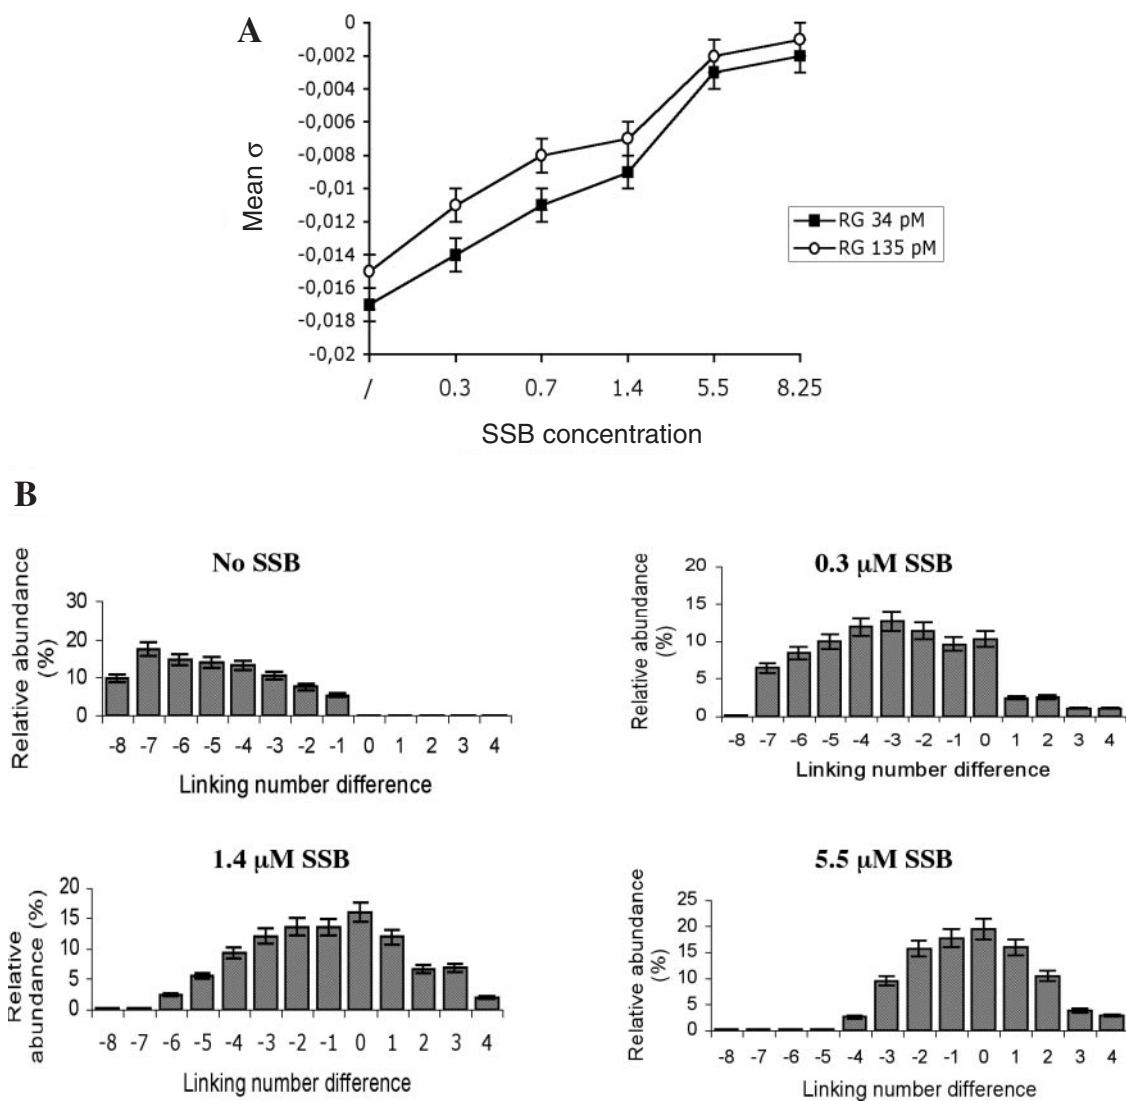 A
Mean σ
0
-0,002
-0,004
-0,006
-0,008
-0,01
-0,012
-0,014
-0,016
-0,018
-0,02
/ 0.3 0.7 1.4 5.5 8.25
SSB concentration
RG 34 pM
RG 135 pM
B
No SSB
Relative abundance
(%)
30
20
10
0
-8 -7 -6 -5 -4 -3 -2 -1 0 1 2 3 4
Linking number difference
0.3 µM SSB
Relative abundance
(%)
20
15
10
5
0
-8 -7 -6 -5 -4 -3 -2 -1 0 1 2 3 4
Linking number difference
1.4 µM SSB
Relative
abundance (%)
20
15
10
5
0
-8 -7 -6 -5 -4 -3 -2 -1 0 1 2 3 4
Linking number difference
5.5 µM SSB
Relative abundance
(%)
25
20
15
10
5
0
-8 -7 -6 -5 -4 -3 -2 -1 0 1 2 3 4
Linking number difference